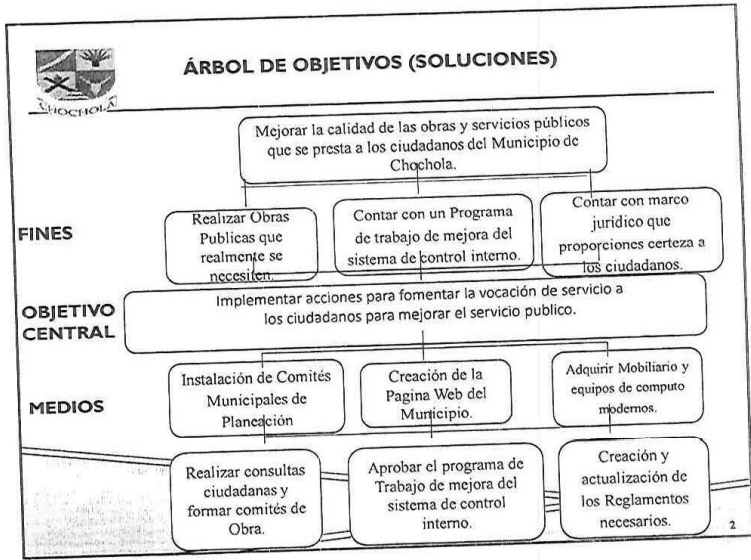 ÁRBOL DE OBJETIVOS (SOLUCIONES)
CHOCHOLÁ
Mejorar la calidad de las obras y servicios públicos
que se presta a los ciudadanos del Municipio de
Chochola.
FINES
Realizar Obras
Publicas que
realmente se
necesiten.
Contar con un Programa
de trabajo de mejora del
sistema de control interno.
Contar con marco
jurídico que
proporciones certeza a
los ciudadanos.
OBJETIVO
CENTRAL
Implementar acciones para fomentar la vocación de servicio a
los ciudadanos para mejorar el servicio publico.
MEDIOS
Instalación de Comités
Municipales de
Planeación
Creación de la
Pagina Web del
Municipio.
Adquirir Mobiliario y
equipos de computo
modernos.
Realizar consultas
ciudadanas y
formar comités de
Obra.
Aprobar el programa de
Trabajo de mejora del
sistema de control
interno.
Creación y
actualización de
los Reglamentos
necesarios.
2